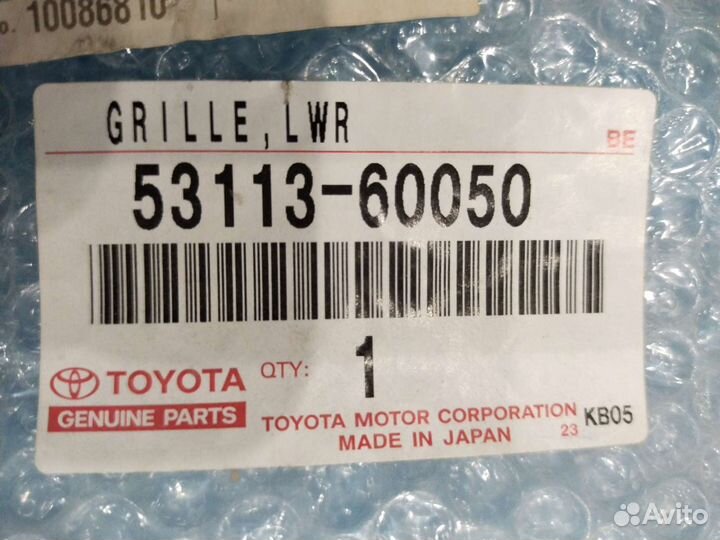 10086810
GRILLE,LWR
BE
53113-60050
TOYOTA
QTY: 1
GENUINE PARTS
TOYOTA MOTOR CORPORATION
MADE IN JAPAN
23
KB05
Avito